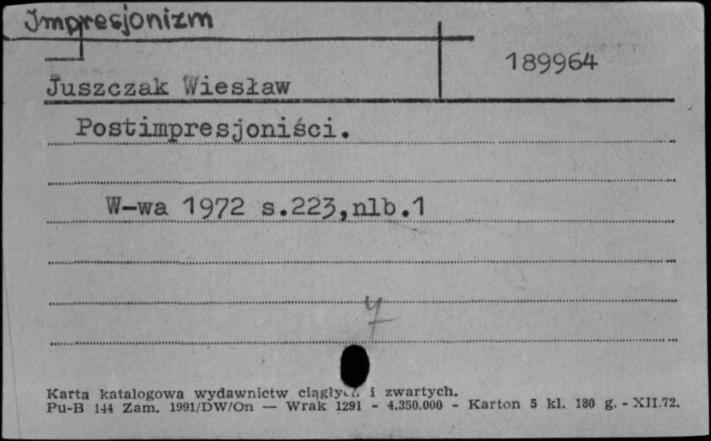 Impresjonizm
189964
Juszczak Wiesław
Postimpresjoniści.
W-wa 1972 s.223,nlb.1
Karta katalogowa wydawnictw ciągłych i zwartych.
Pu-B 144 Zam. 1991/DW/On — Wrak 1291 - 4.350.000 - Karton 5 kl. 180 g. - XII.72.